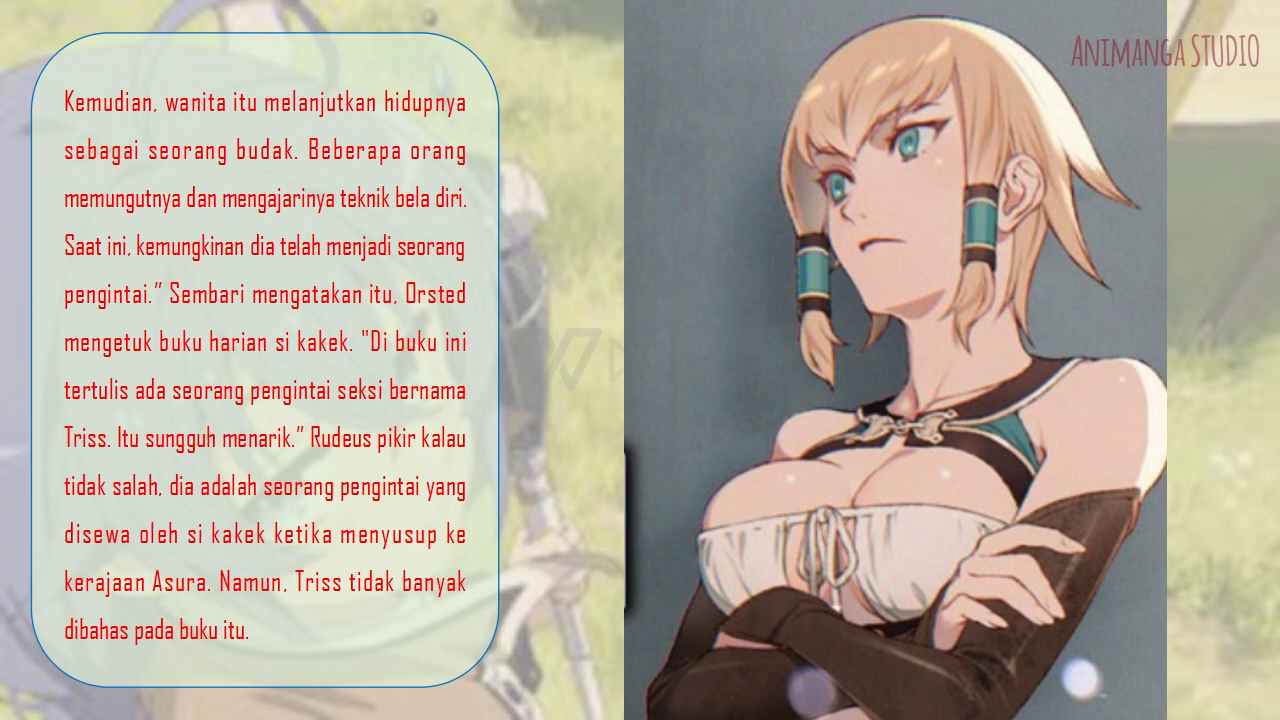 Kemudian, wanita itu melanjutkan hidupnya
sebagai seorang budak. Beberapa orang
memungutnya dan mengajarinya teknik bela diri.
Saat ini, kemungkinan dia telah menjadi seorang
pengintai.” Sembari mengatakan itu, Orsted
mengetuk buku harian si kakek. "Di buku ini
tertulis ada seorang pengintai seksi bernama
Triss. Itu sungguh menarik.” Rudeus pikir kalau
tidak salah, dia adalah seorang pengintai yang
disewa oleh si kakek ketika menyusup ke
kerajaan Asura. Namun, Triss tidak banyak
dibahas pada buku itu.
Animanga STUDIO